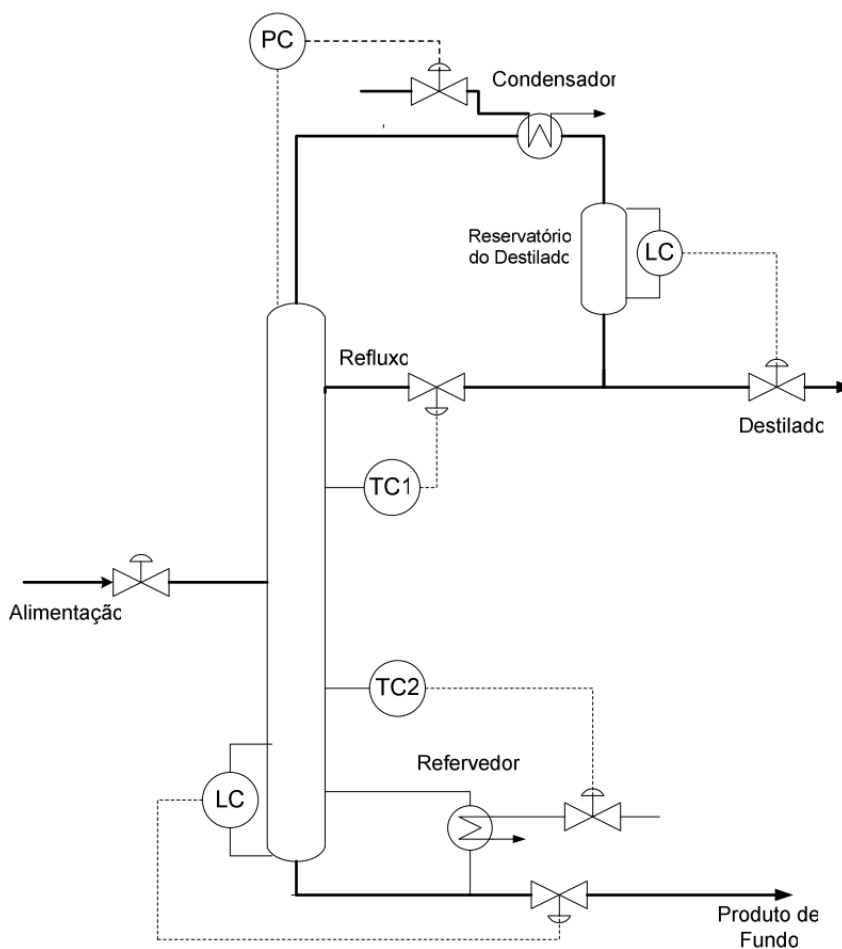 PC
Condensador
Reservatório
do Destilado
LC
Refluxo
Destilado
TC1
Alimentação
TC2
Refervedor
LC
Produto de
Fundo